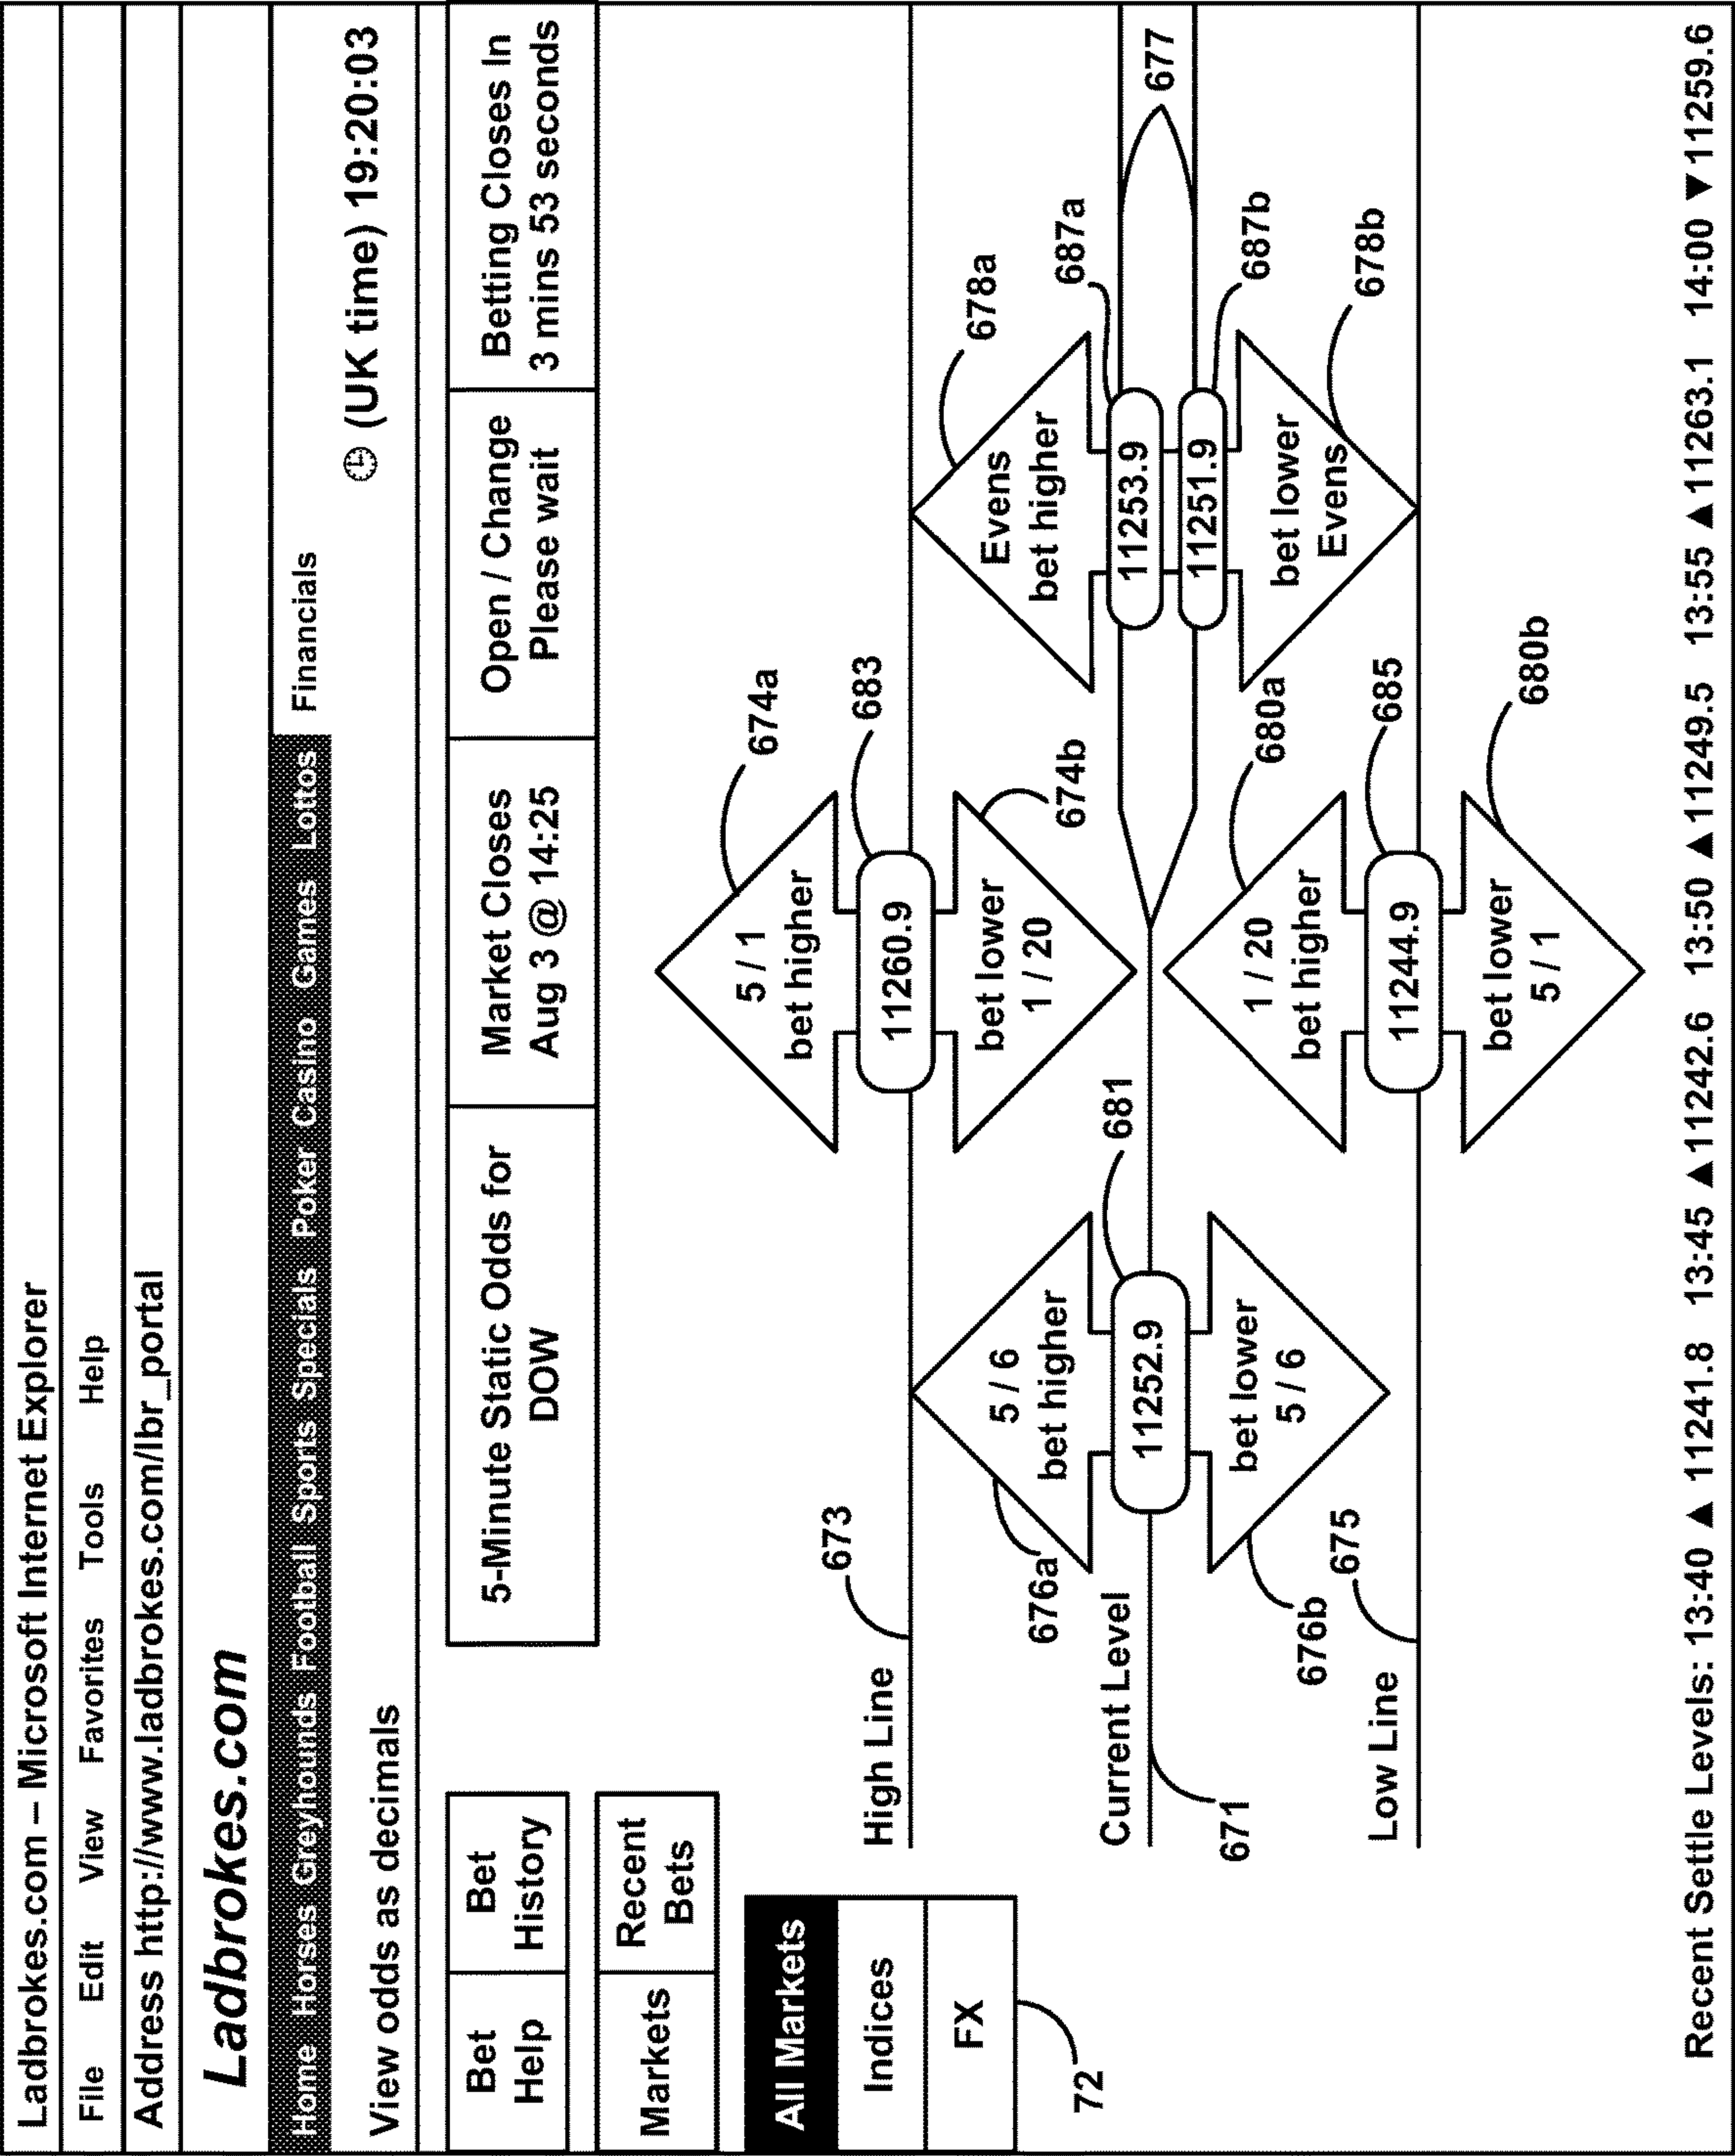 Ladbrokes.com – Microsoft Internet Explorer
File Edit View Favorites Tools Help
Address http://www.ladbrokes.com/lbr_portal
Ladbrokes.com
Home Horses Greyhounds Football Sports Specials Poker Casino Games Lottos Financials
View odds as decimals
(UK time) 19:20:03
Bet Help
Bet History
Markets
Recent Bets
All Markets
Indices
FX
72
5-Minute Static Odds for
DOW
Market Closes
Aug 3 @ 14:25
Open / Change
Please wait
Betting Closes In
3 mins 53 seconds
674a
5 / 1
bet higher
683
High Line
673
11260.9
bet lower
1 / 20
674b
676a
5 / 6
bet higher
681
Current Level
671
11252.9
bet lower
5 / 6
676b
678a
Evens
bet higher
687a
11253.9
677
11251.9
687b
bet lower
Evens
678b
680a
1 / 20
bet higher
685
Low Line
675
11244.9
bet lower
5 / 1
680b
Recent Settle Levels: 13:40 ▲ 11241.8 13:45 ▲11242.6 13:50 ▲11249.5 13:55 ▲11263.1 14:00 ▼11259.6